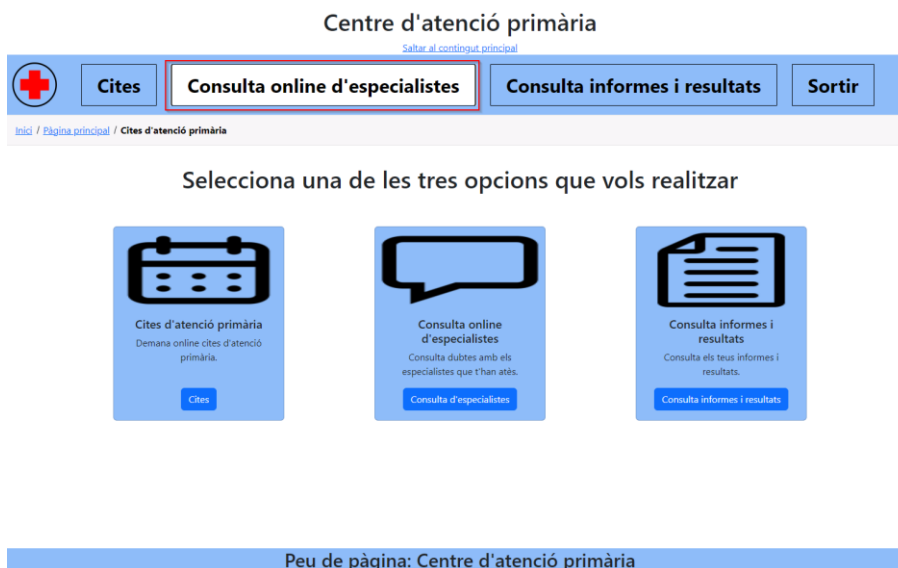 Centre d'atenció primària
Saltar al contingut principal
Cites
Consulta online d'especialistes
Consulta informes i resultats
Sortir
Inici / Pàgina principal / Cites d'atenció primària
Selecciona una de les tres opcions que vols realitzar
Cites d'atenció primària
Demana online cites d'atenció
primària.
Cites
Consulta online
d'especialistes
Consulta dubtes amb els
especialistes que t'han atès.
Consulta d'especialistes
Consulta informes i
resultats
Consulta els teus informes i
resultats.
Consulta informes i resultats
Peu de pàgina: Centre d'atenció primària